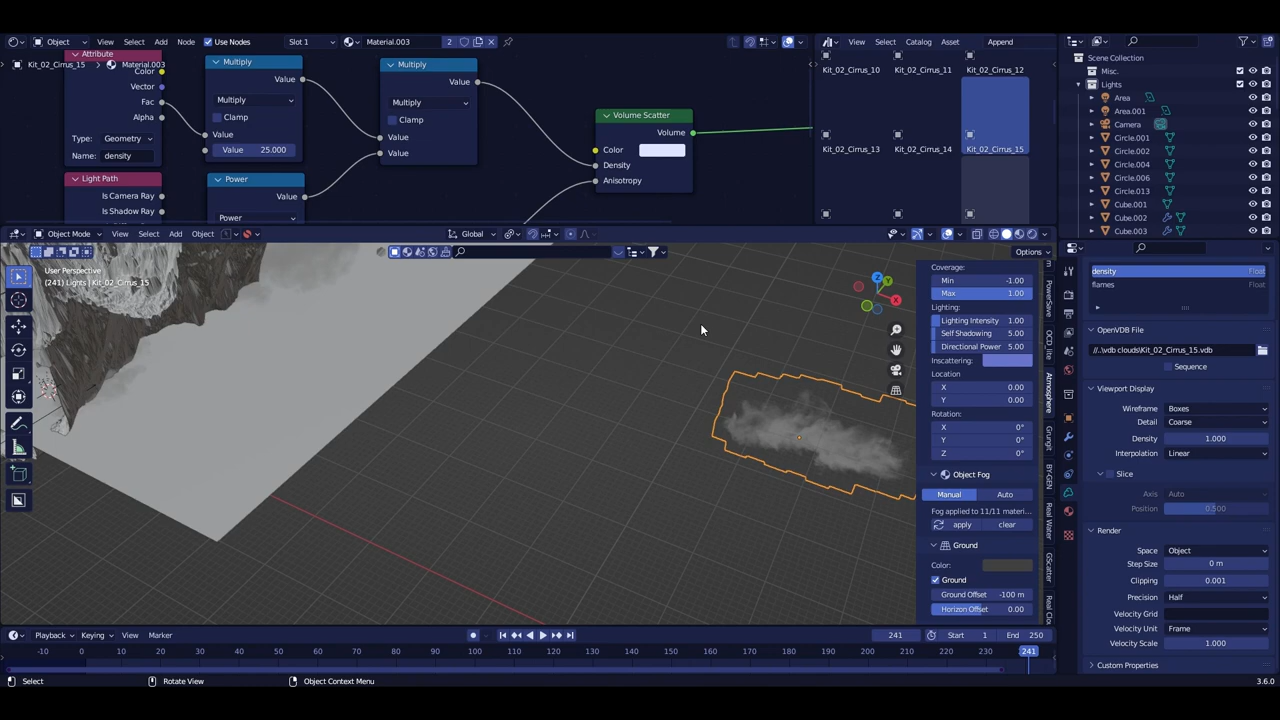 Object
View
Select
Add
Node
Use Nodes
Slot 1
Material.003
2
View
Select
Catalog
Asset
Append
Kit_02_Cirrus_15
Material.003
Attribute
Color
Vector
Fac
Alpha
Type:
Geometry
Name:
density
Light Path
Is Camera Ray
Is Shadow Ray
Multiply
Value
Multiply
Clamp
Value
Value
25.000
Power
Value
Power
Multiply
Value
Multiply
Clamp
Value
Value
Volume Scatter
Volume
Color
Density
Anisotropy
Kit_02_Cirrus_10
Kit_02_Cirrus_11
Kit_02_Cirrus_12
Kit_02_Cirrus_13
Kit_02_Cirrus_14
Kit_02_Cirrus_15
Scene Collection
Misc.
Lights
Area
Area.001
Camera
Circle.001
Circle.002
Circle.004
Circle.006
Circle.013
Cube.001
Cube.002
Cube.003
Object Mode
View
Select
Add
Object
Global
Options
User Perspective
(241) Lights | Kit_02_Cirrus_15
Z
Y
X
Coverage:
Min
-1.00
Max
1.00
Lighting:
Lighting Intensity
1.00
Self Shadowing
5.00
Directional Power
5.00
Inscattering:
Location
X
0.00
Y
0.00
Rotation:
X
0°
Y
0°
Z
0°
Object Fog
Manual
Auto
Fog applied to 11/11 materi...
apply
clear
Ground
Color:
Ground
Ground Offset
-100 m
Horizon Offset
0.00
PowerSave
OCD_lite
Atmosphere
Grungit
BY-GEN
Real Water
GScatter
density
Float
flames
Float
OpenVDB File
//..\vdb clouds\Kit_02_Cirrus_15.vdb
Sequence
Viewport Display
Wireframe
Boxes
Detail
Coarse
Density
1.000
Interpolation
Linear
Slice
Axis
Auto
Position
0.500
Render
Space
Object
Step Size
0 m
Clipping
0.001
Precision
Half
Velocity Grid
Velocity Unit
Frame
Velocity Scale
1.000
Custom Properties
Playback
Keying
View
Marker
241
Start
1
End
250
-10
0
10
20
30
40
50
60
70
80
90
100
110
120
130
140
150
160
170
180
190
200
210
220
230
241
250
Select
Rotate View
Object Context Menu
3.6.0